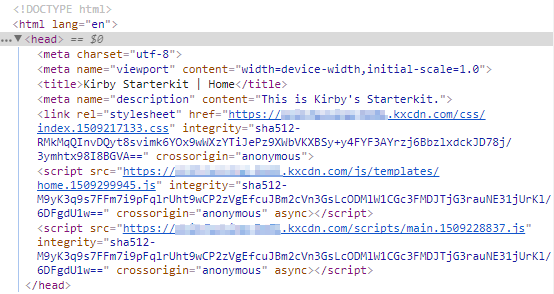 <!DOCTYPE html>
<html lang="en">
<head> == $0
<meta charset="utf-8">
<meta name="viewport" content="width=device-width,initial-scale=1.0">
<title>Kirby Starterkit | Home</title>
<meta name="description" content="This is Kirby's Starterkit.">
<link rel="stylesheet" href="https://.kxcdn.com/css/
index.1509217133.css" integrity="sha512-
RMkMqQInvDQyt8svimk6YOx9wWXzYTiJePz9XWbVKXBSy+y4FYF3AYrzj6BbzlxdckJD78j/
3ymhtx98I8BGVA==" crossorigin="anonymous">
<script src="https://.kxcdn.com/js/templates/
home.1509299945.js" integrity="sha512-
M9yK3q9s7FFm7i9pFqlrUht9wCP2zVgEfcuJBm2cVn3GsLcODMlW1CGc3FMDJTjG3rauNE31jUrKl/
6DFgdU1w==" crossorigin="anonymous" async></script>
<script src="https://.kxcdn.com/scripts/main.1509228837.js"
integrity="sha512-
M9yK3q9s7FFm7i9pFqlrUht9wCP2zVgEfcuJBm2cVn3GsLcODMlW1CGc3FMDJTjG3rauNE31jUrKl/
6DFgdU1w==" crossorigin="anonymous" async></script>
</head>